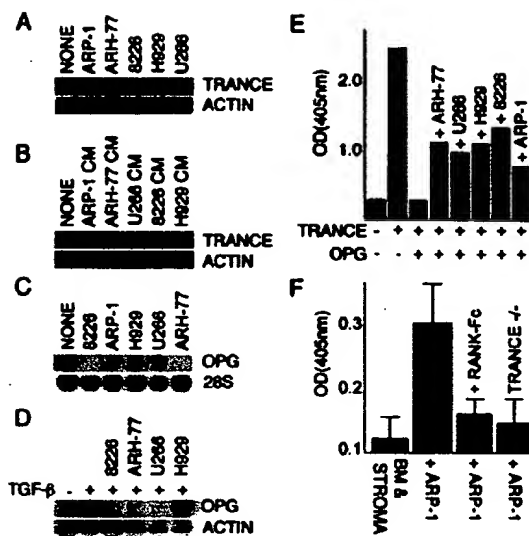 A
NONE
ARP-1
ARH-77
8226
H929
U266
TRANCE
ACTIN
B
NONE
ARP-1 CM
ARH-77 CM
U266 CM
8226 CM
H929 CM
TRANCE
ACTIN
C
NONE
8226
ARP-1
H929
U266
ARH-77
OPG
28S
D
8226
ARH-77
U266
H929
TGF-β - + + + + +
OPG
ACTIN
E
OD(405nm)
2.0
1.0
+ ARH-77
+ U266
+ H929
+ 8226
+ ARP-1
TRANCE - + + + + + + +
OPG - - + + + + + +
F
OD(405nm)
0.3
0.2
0.1
+ RANK-Fc
TRANCE -/-
BM &
STROMA
+ ARP-1
+ ARP-1
+ ARP-1